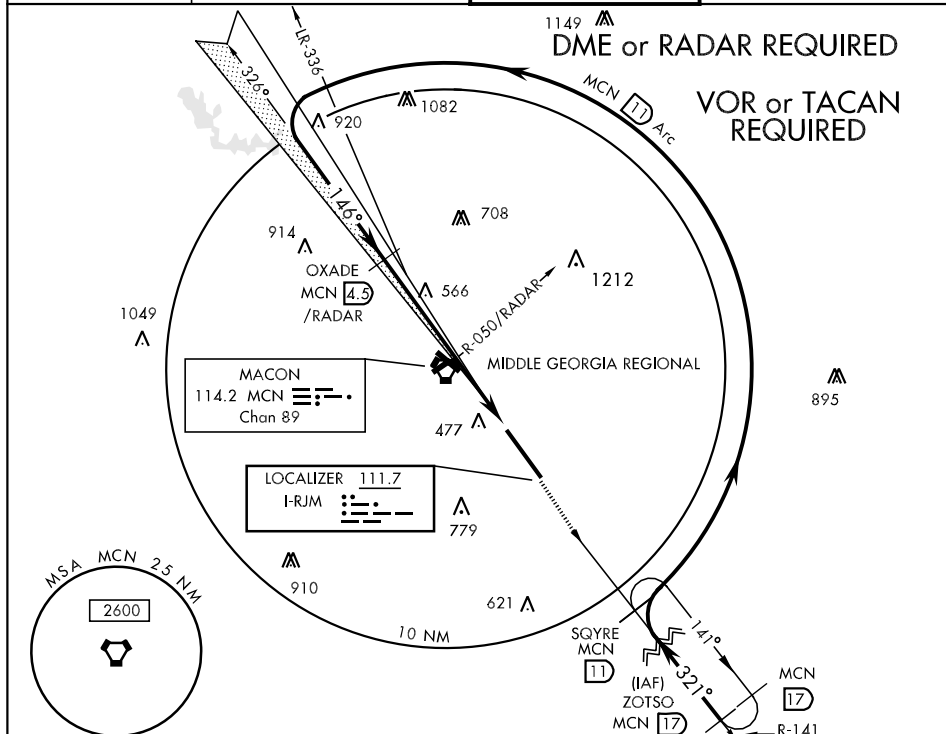 1149
DME or RADAR REQUIRED
VOR or TACAN
REQUIRED
LR-336
326°
MCN 11 Arc
1082
920
146°
708
914
OXADE
MCN 4.5
/RADAR
566
1212
R-050/RADAR
1049
MIDDLE GEORGIA REGIONAL
MACON
114.2 MCN
Chan 89
895
477
LOCALIZER 111.7
I-RJM
779
910
621
MSA MCN 25 NM
2600
10 NM
SQYRE
MCN
11
141°
321°
(IAF)
ZOTSO
MCN 17
MCN
17
R-141